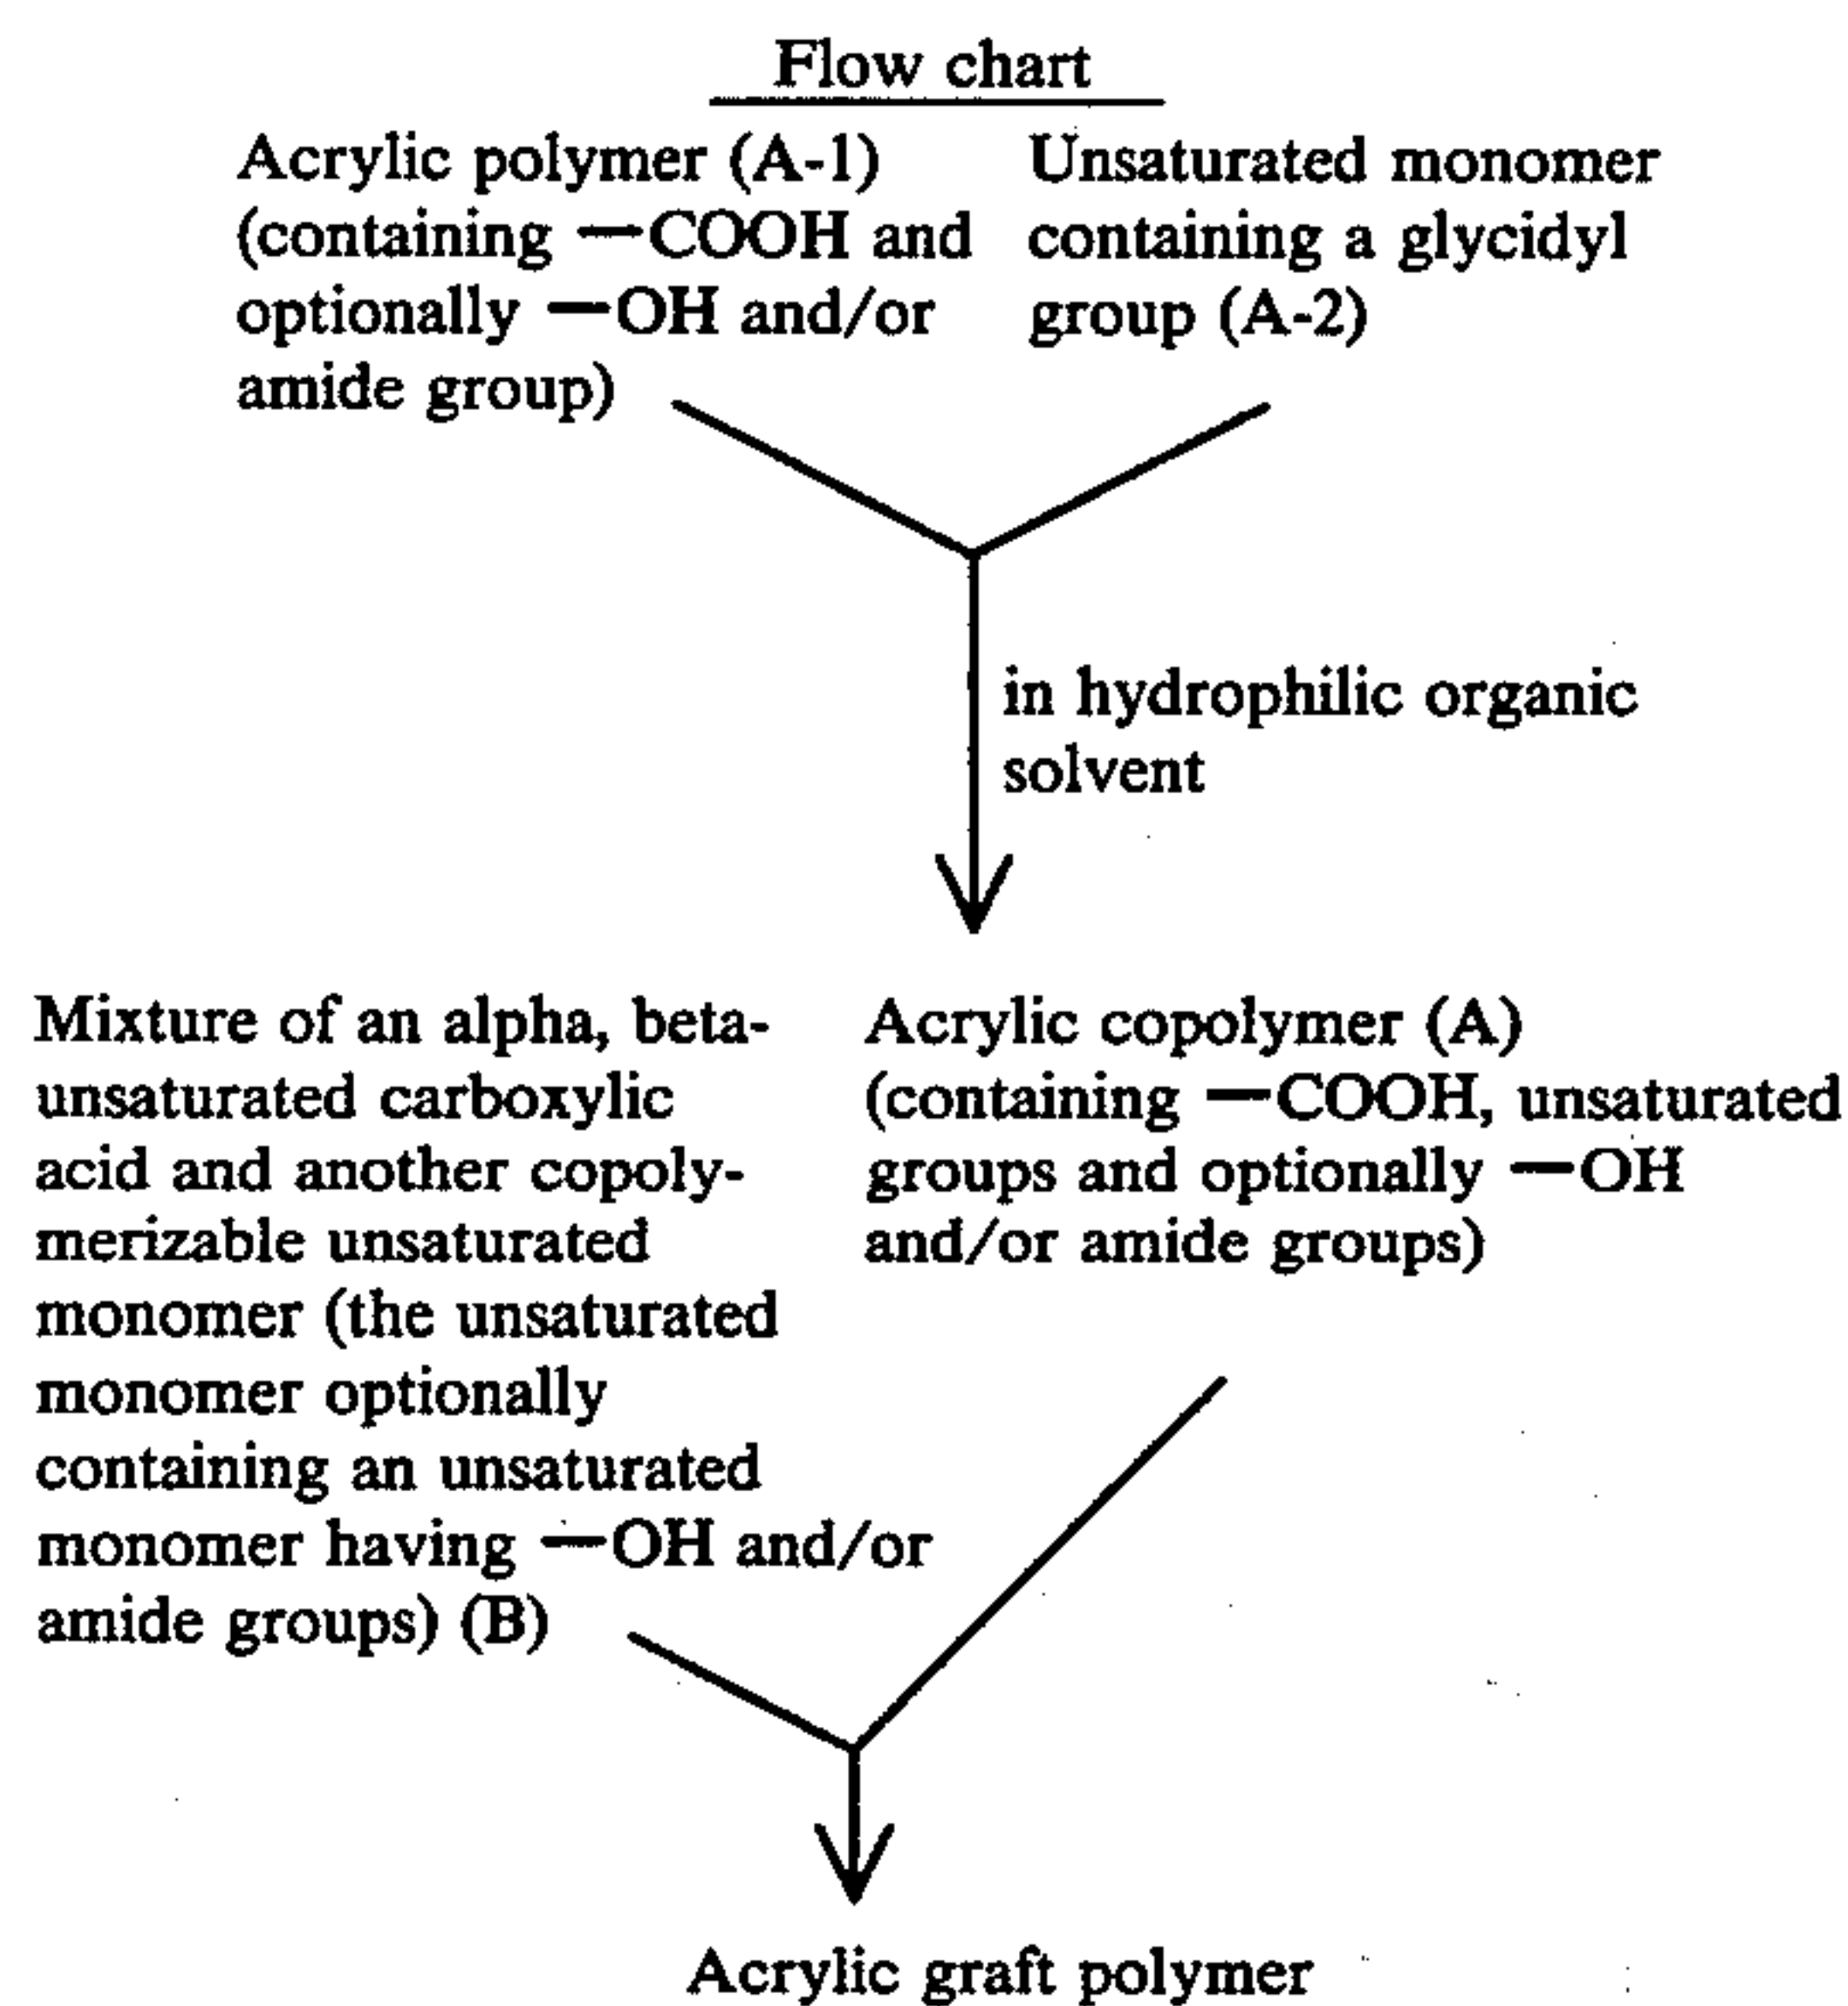 Flow chart
Acrylic polymer (A-1)
(containing —COOH and
optionally —OH and/or
amide group)
Unsaturated monomer
containing a glycidyl
group (A-2)
in hydrophilic organic
solvent
Mixture of an alpha, beta-
unsaturated carboxylic
acid and another copoly-
merizable unsaturated
monomer (the unsaturated
monomer optionally
containing an unsaturated
monomer having —OH and/or
amide groups) (B)
Acrylic copolymer (A)
(containing —COOH, unsaturated
groups and optionally —OH
and/or amide groups)
Acrylic graft polymer